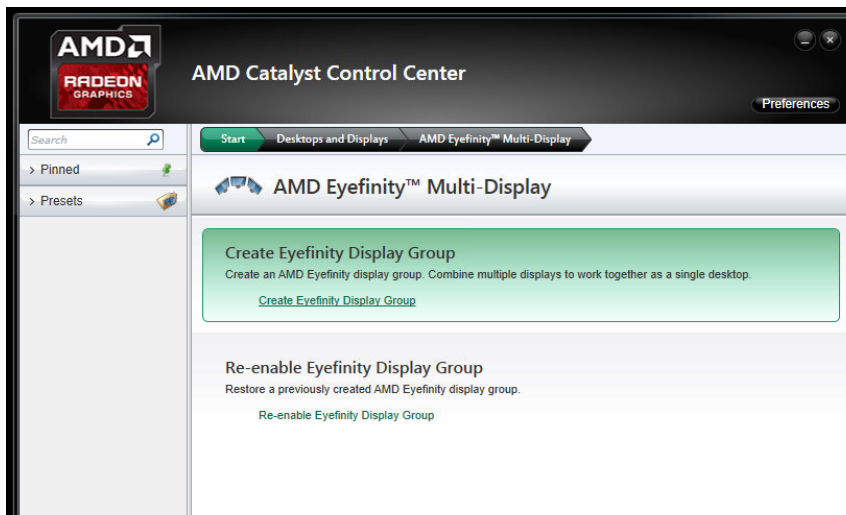 AMD
RADEON
GRAPHICS
AMD Catalyst Control Center
Preferences
Search
Start Desktops and Displays AMD Eyefinity™ Multi-Display
> Pinned
> Presets
AMD Eyefinity™ Multi-Display
Create Eyefinity Display Group
Create an AMD Eyefinity display group. Combine multiple displays to work together as a single desktop.
Create Eyefinity Display Group
Re-enable Eyefinity Display Group
Restore a previously created AMD Eyefinity display group.
Re-enable Eyefinity Display Group